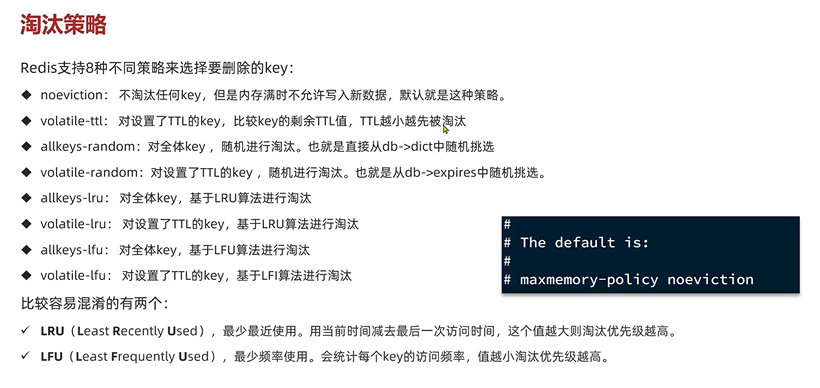 淘汰策略
Redis支持8种不同策略来选择要删除的key：
◆ noeviction： 不淘汰任何key，但是内存满时不允许写入新数据，默认就是这种策略。
◆ volatile-ttl： 对设置了TTL的key，比较key的剩余TTL值，TTL越小越先被淘汰
◆ allkeys-random：对全体key ，随机进行淘汰。也就是直接从db->dict中随机挑选
◆ volatile-random：对设置了TTL的key ，随机进行淘汰。也就是从db->expires中随机挑选。
◆ allkeys-lru： 对全体key，基于LRU算法进行淘汰
◆ volatile-lru： 对设置了TTL的key，基于LRU算法进行淘汰
◆ allkeys-lfu： 对全体key，基于LFU算法进行淘汰
◆ volatile-lfu： 对设置了TTL的key，基于LFI算法进行淘汰
#
# The default is:
#
# maxmemory-policy noeviction
比较容易混淆的有两个：
✓ LRU（Least Recently Used），最少最近使用。用当前时间减去最后一次访问时间，这个值越大则淘汰优先级越高。
✓ LFU（Least Frequently Used），最少频率使用。会统计每个key的访问频率，值越小淘汰优先级越高。